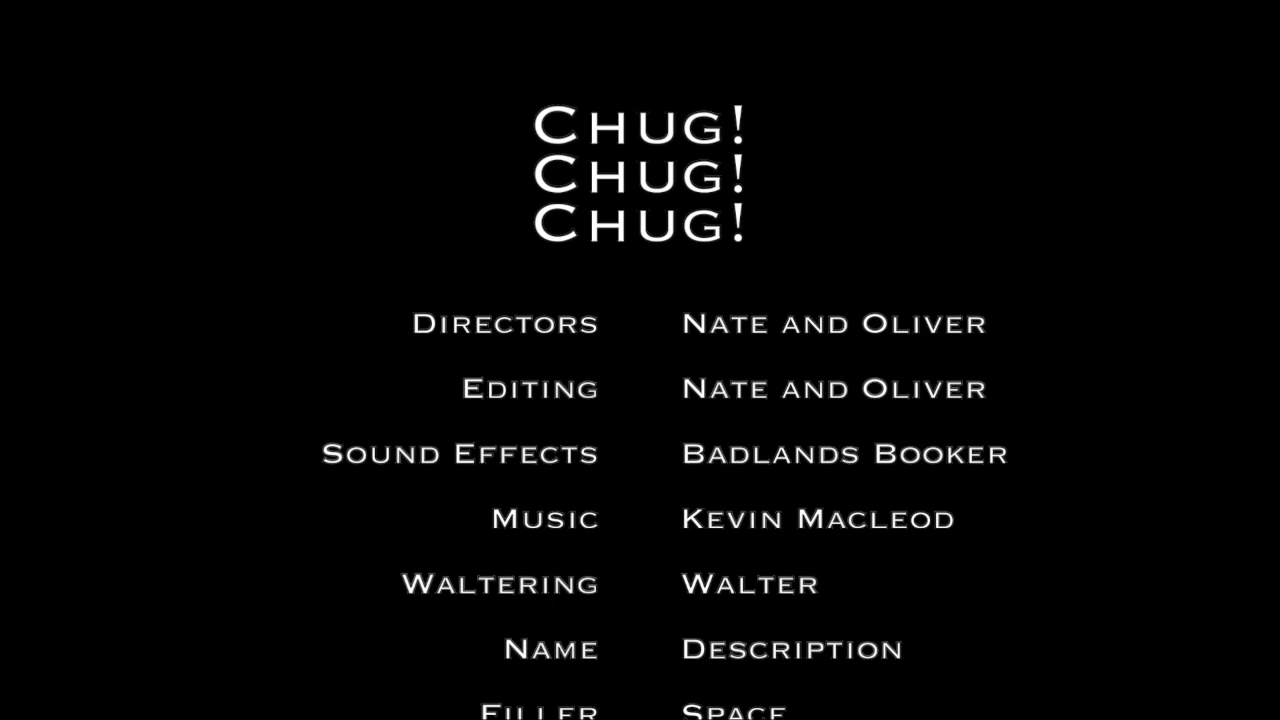 Chug!
Chug!
Chug!
Directors Nate and Oliver
Editing Nate and Oliver
Sound Effects Badlands Booker
Music Kevin Macleod
Waltering Walter
Name Description
Filler Space